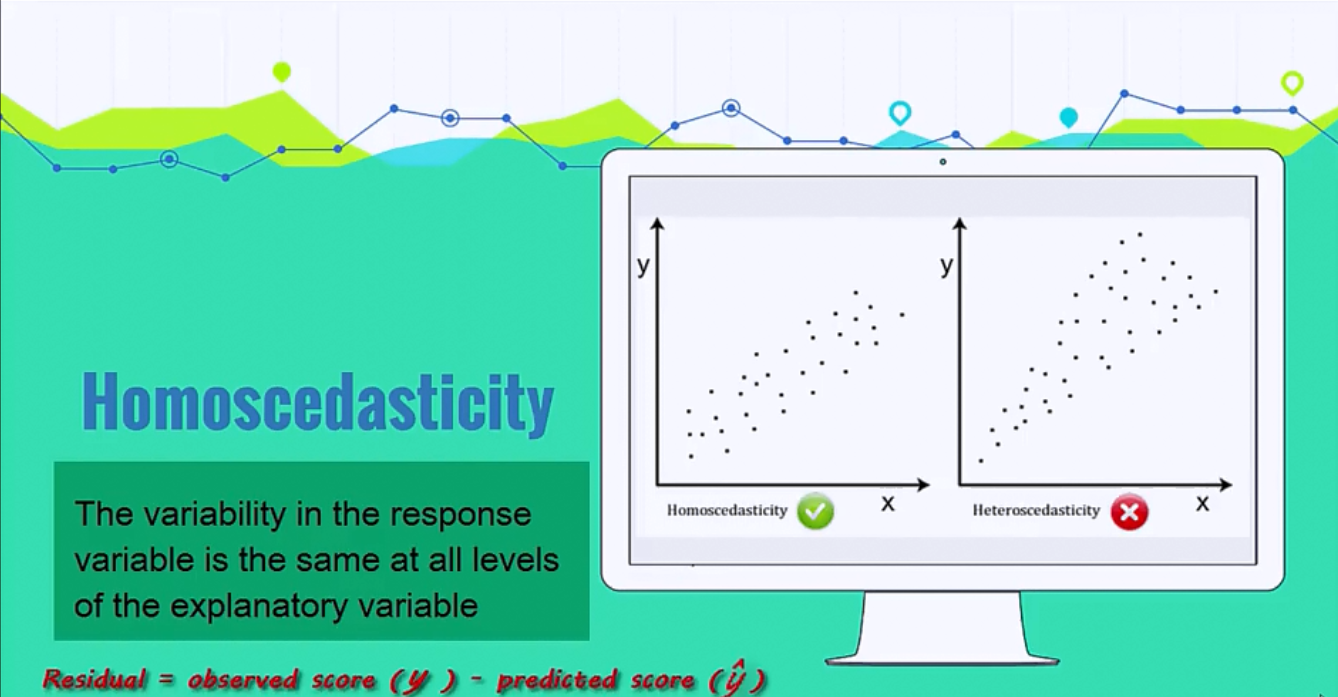 Homoscedasticity
The variability in the response
variable is the same at all levels
of the explanatory variable
Residual = observed score (y ) - predicted score (ŷ)
y
x
Homoscedasticity
y
x
Heteroscedasticity